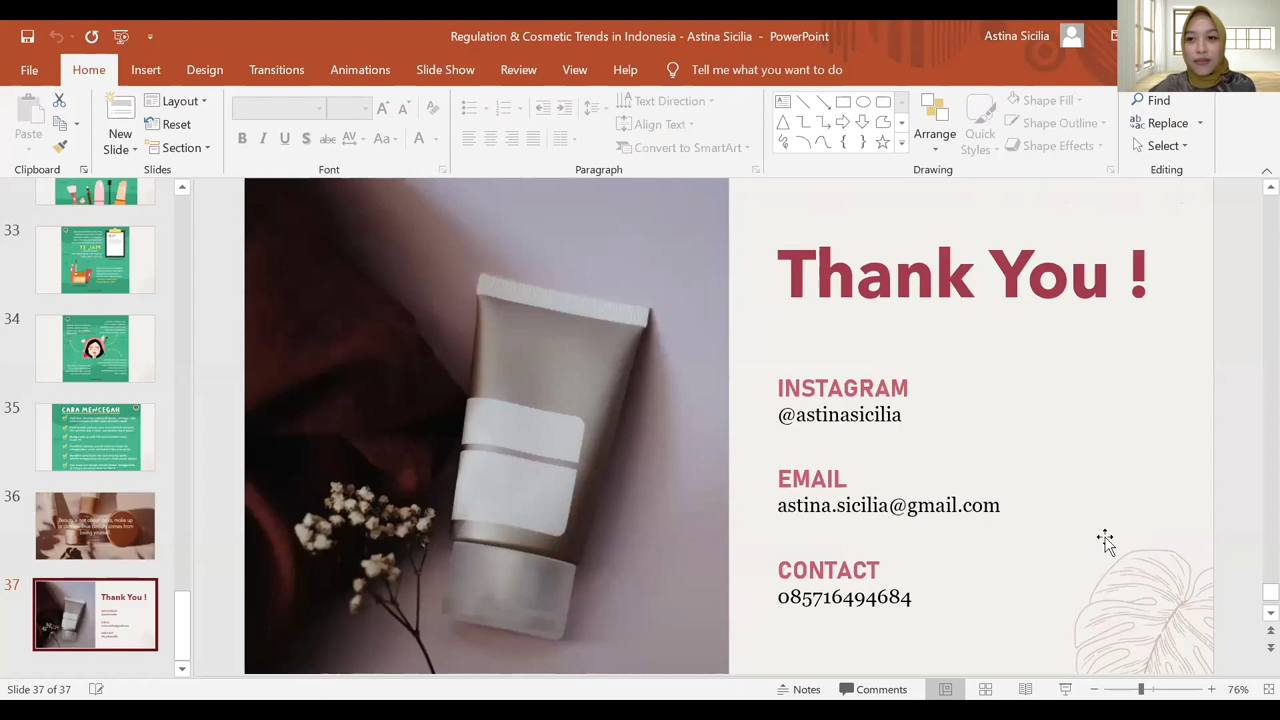 Regulation & Cosmetic Trends in Indonesia - Astina Sicilia - PowerPoint
Astina Sicilia
File Home Insert Design Transitions Animations Slide Show Review View Help Tell me what you want to do
Paste
Clipboard
New
Slide
Layout
Reset
Section
Slides
B I U S abc AV Aa A
Font
Text Direction
Align Text
Convert to SmartArt
Paragraph
Arrange
Quick
Styles
Shape Fill
Shape Outline
Shape Effects
Drawing
Find
Replace
Select
Editing
33
34
35
CARA MENCEGAH
36
37
Thank You !
Thank You !
INSTAGRAM
@astinasicilia
EMAIL
astina.sicilia@gmail.com
CONTACT
085716494684
Slide 37 of 37
Notes
Comments
76%